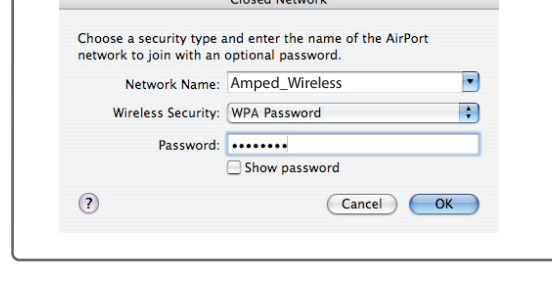 Closed Network
Choose a security type and enter the name of the AirPort
network to join with an optional password.
Network Name: Amped_Wireless
Wireless Security: WPA Password
Password: ••••••••
Show password
? Cancel OK